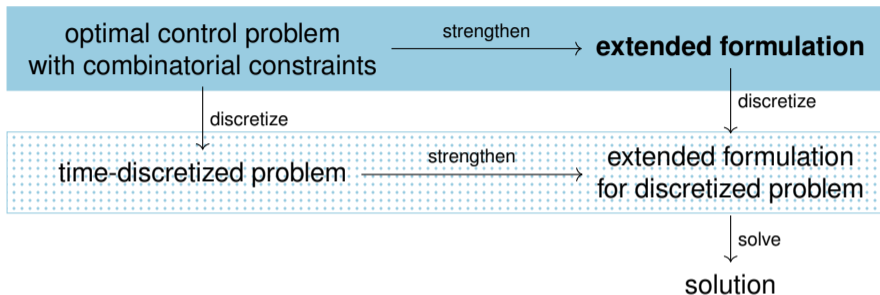 optimal control problem
with combinatorial constraints
strengthen
extended formulation
discretize
discretize
time-discretized problem
strengthen
extended formulation
for discretized problem
solve
solution